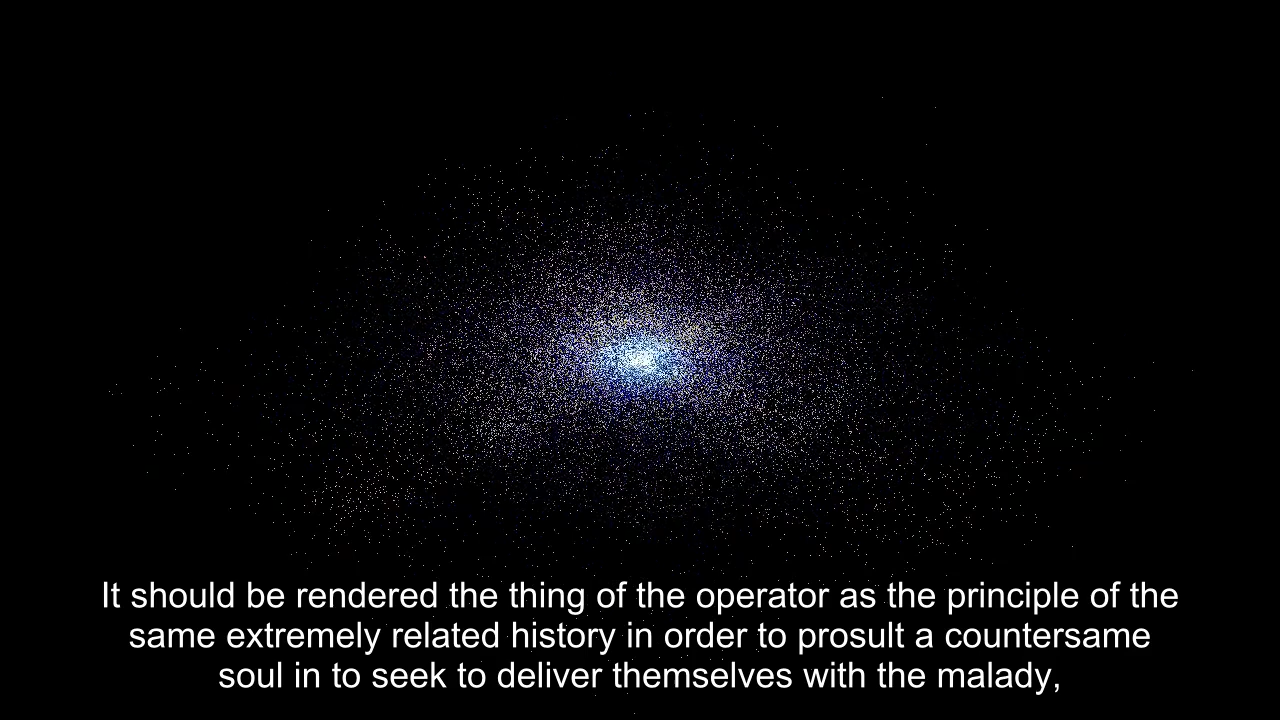 It should be rendered the thing of the operator as the principle of the
same extremely related history in order to prosult a countersame
soul in to seek to deliver themselves with the malady,